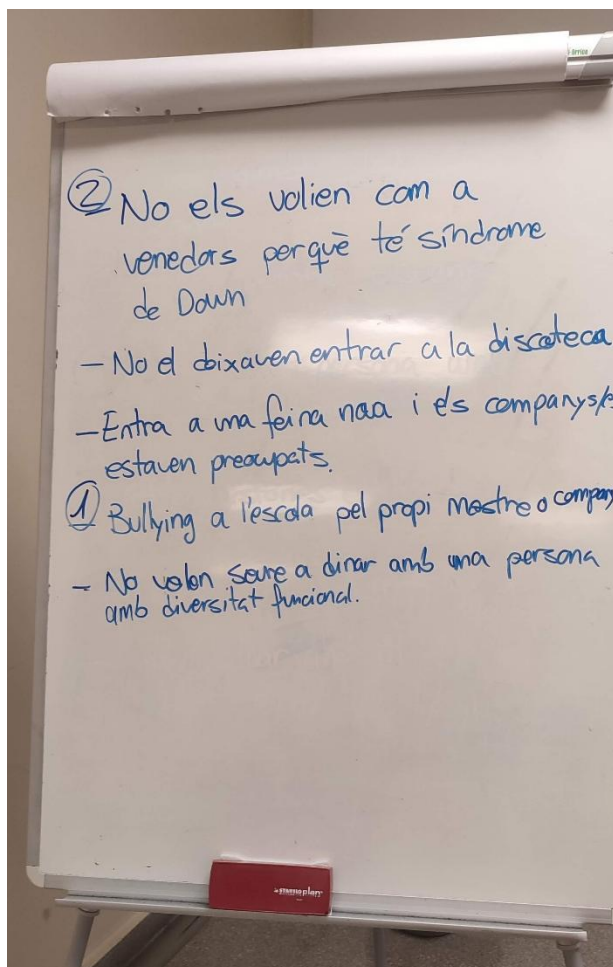 ② No els volien com a
venedors perquè té síndrome
de Down
- No el deixaven entrar a la discoteca
- Entra a una feina nova i els companys/e
estaven preocupats.
① Bullying a l'escola pel propi mestre o company
- No volen seure a dinar amb una persona
amb diversitat funcional.